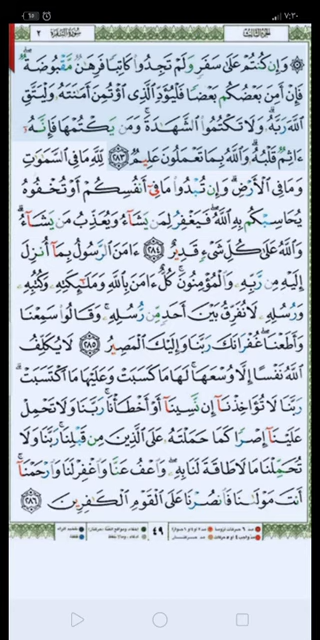 ٧:٣٠
الجزء الثالث سورة البقرة ٢
۞ وَإِن كُنتُمْ عَلَىٰ سَفَرٍ وَلَمْ تَجِدُوا۟ كَاتِبًا فَرِهَـٰنٌ مَّقْبُوضَةٌ ۖ
فَإِنْ أَمِنَ بَعْضُكُم بَعْضًا فَلْيُؤَدِّ ٱلَّذِى ٱؤْتُمِنَ أَمَـٰنَتَهُۥ وَلْيَتَّقِ
ٱللَّهَ رَبَّهُۥ ۗ وَلَا تَكْتُمُوا۟ ٱلشَّهَـٰدَةَ ۚ وَمَن يَكْتُمْهَا فَإِنَّهُۥٓ
ءَاثِمٌ قَلْبُهُۥ ۗ وَٱللَّهُ بِمَا تَعْمَلُونَ عَلِيمٌ ٢٨٣ لِّلَّهِ مَا فِى ٱلسَّمَـٰوَٰتِ
وَمَا فِى ٱلْأَرْضِ ۗ وَإِن تُبْدُوا۟ مَا فِىٓ أَنفُسِكُمْ أَوْ تُخْفُوهُ
يُحَاسِبْكُم بِهِ ٱللَّهُ ۖ فَيَغْفِرُ لِمَن يَشَآءُ وَيُعَذِّبُ مَن يَشَآءُ ۗ
وَٱللَّهُ عَلَىٰ كُلِّ شَىْءٍ قَدِيرٌ ٢٨٤ ءَامَنَ ٱلرَّسُولُ بِمَآ أُنزِلَ
إِلَيْهِ مِن رَّبِّهِۦ وَٱلْمُؤْمِنُونَ ۚ كُلٌّ ءَامَنَ بِٱللَّهِ وَمَلَـٰٓئِكَتِهِۦ وَكُتُبِهِۦ
وَرُسُلِهِۦ لَا نُفَرِّقُ بَيْنَ أَحَدٍ مِّن رُّسُلِهِۦ ۚ وَقَالُوا۟ سَمِعْنَا
وَأَطَعْنَا ۖ غُفْرَانَكَ رَبَّنَا وَإِلَيْكَ ٱلْمَصِيرُ ٢٨٥ لَا يُكَلِّفُ
ٱللَّهُ نَفْسًا إِلَّا وُسْعَهَا ۚ لَهَا مَا كَسَبَتْ وَعَلَيْهَا مَا ٱكْتَسَبَتْ ۗ
رَبَّنَا لَا تُؤَاخِذْنَآ إِن نَّسِينَآ أَوْ أَخْطَأْنَا ۚ رَبَّنَا وَلَا تَحْمِلْ
عَلَيْنَآ إِصْرًا كَمَا حَمَلْتَهُۥ عَلَى ٱلَّذِينَ مِن قَبْلِنَا ۚ رَبَّنَا وَلَا
تُحَمِّلْنَا مَا لَا طَاقَةَ لَنَا بِهِۦ ۖ وَٱعْفُ عَنَّا وَٱغْفِرْ لَنَا وَٱرْحَمْنَآ ۚ
أَنتَ مَوْلَىٰنَا فَٱنصُرْنَا عَلَى ٱلْقَوْمِ ٱلْكَـٰفِرِينَ ٢٨٦
٤٩